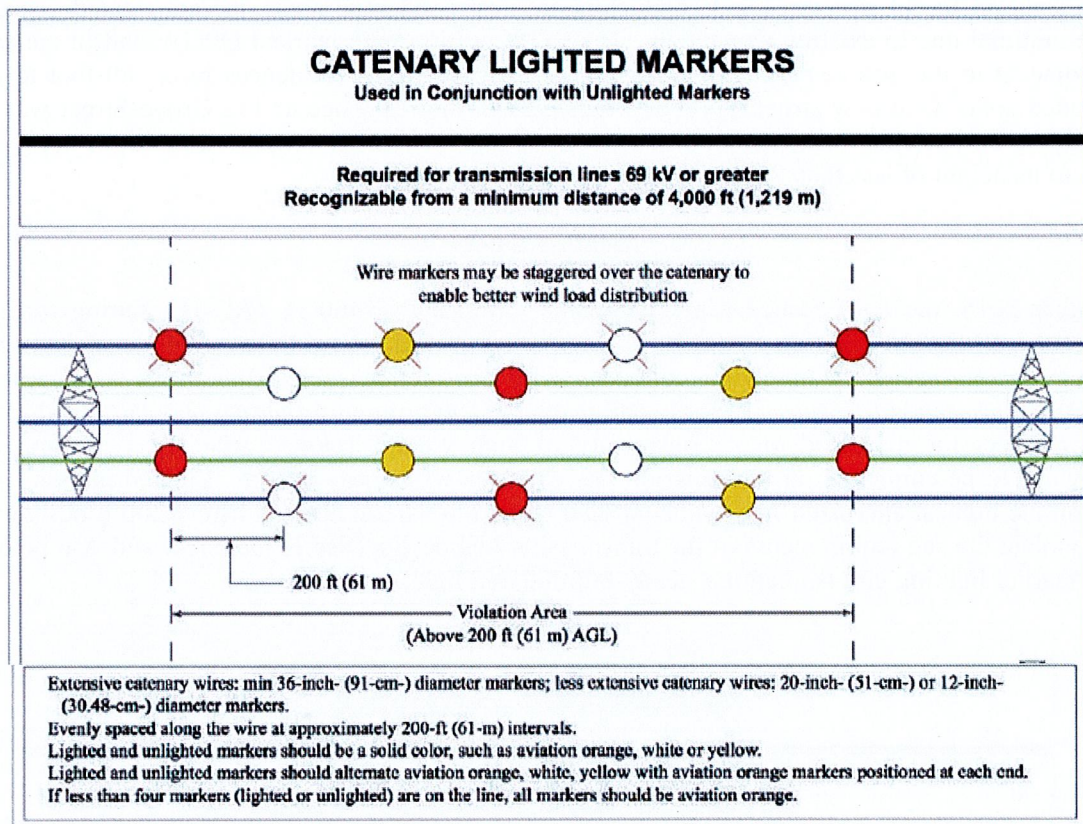 CATENARY LIGHTED MARKERS
Used in Conjunction with Unlighted Markers
Required for transmission lines 69 kV or greater
Recognizable from a minimum distance of 4,000 ft (1,219 m)
Wire markers may be staggered over the catenary to
enable better wind load distribution
200 ft (61 m)
Violation Area
(Above 200 ft (61 m) AGL)
Extensive catenary wires: min 36-inch- (91-cm-) diameter markers; less extensive catenary wires; 20-inch- (51-cm-) or 12-inch-
(30.48-cm-) diameter markers.
Evenly spaced along the wire at approximately 200-ft (61-m) intervals.
Lighted and unlighted markers should be a solid color, such as aviation orange, white or yellow.
Lighted and unlighted markers should alternate aviation orange, white, yellow with aviation orange markers positioned at each end.
If less than four markers (lighted or unlighted) are on the line, all markers should be aviation orange.